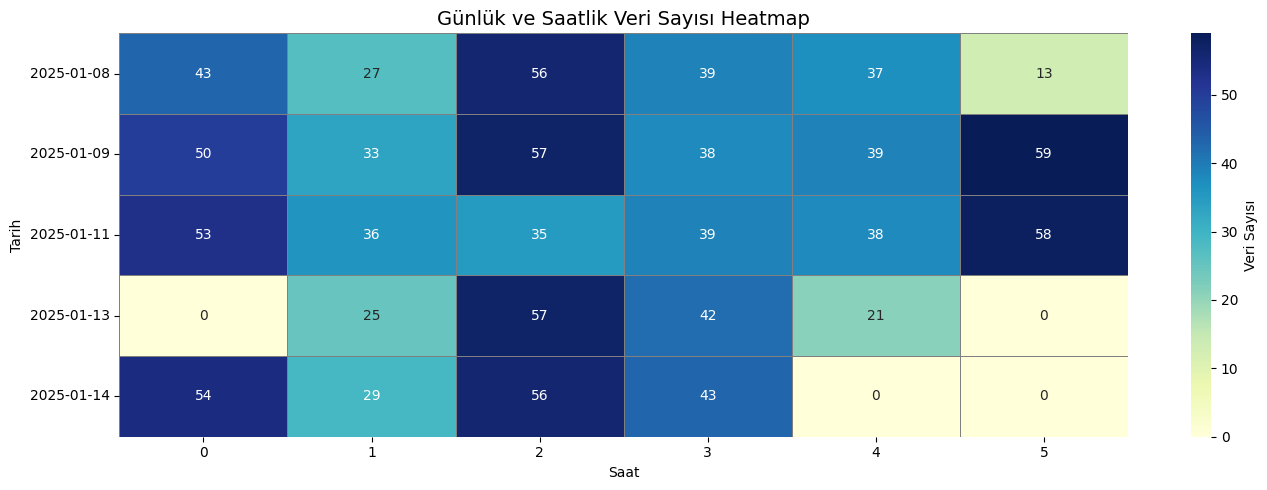 Günlük ve Saatlik Veri Sayısı Heatmap
Tarih
2025-01-08 43 27 56 39 37 13
2025-01-09 50 33 57 38 39 59
2025-01-11 53 36 35 39 38 58
2025-01-13 0 25 57 42 21 0
2025-01-14 54 29 56 43 0 0
0 1 2 3 4 5
Saat
50
40
30
20
10
0
Veri Sayısı